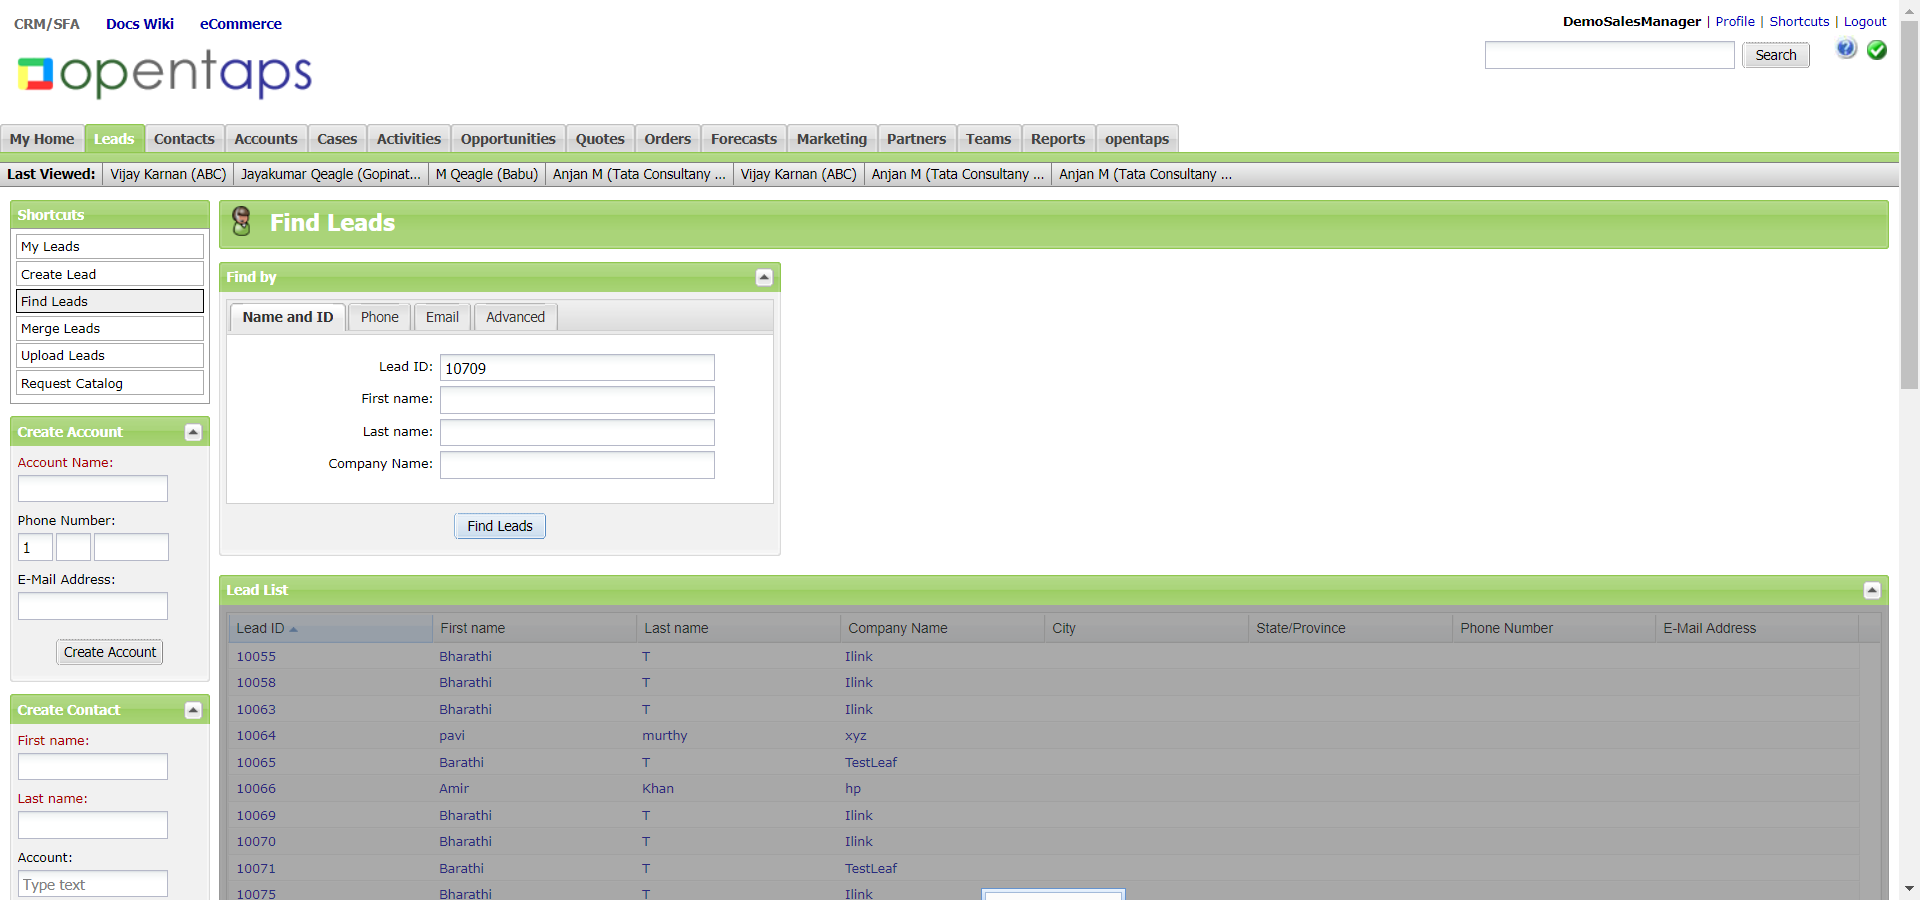 CRM/SFA Docs Wiki eCommerce
DemoSalesManager | Profile | Shortcuts | Logout
Search
opentaps
My Home Leads Contacts Accounts Cases Activities Opportunities Quotes Orders Forecasts Marketing Partners Teams Reports opentaps
Last Viewed: Vijay Karnan (ABC) Jayakumar Qeagle (Gopinat... M Qeagle (Babu) Anjan M (Tata Consultany ... Vijay Karnan (ABC) Anjan M (Tata Consultany ... Anjan M (Tata Consultany ...
Shortcuts
My Leads
Create Lead
Find Leads
Merge Leads
Upload Leads
Request Catalog
Create Account
Account Name:
Phone Number:
1
E-Mail Address:
Create Account
Create Contact
First name:
Last name:
Account:
Type text
Find Leads
Find by
Name and ID Phone Email Advanced
Lead ID: 10709
First name:
Last name:
Company Name:
Find Leads
Lead List
Lead ID First name Last name Company Name City State/Province Phone Number E-Mail Address
10055 Bharathi T Ilink
10058 Bharathi T Ilink
10063 Bharathi T Ilink
10064 pavi murthy xyz
10065 Barathi T TestLeaf
10066 Amir Khan hp
10069 Bharathi T Ilink
10070 Bharathi T Ilink
10071 Barathi T TestLeaf
10075 Bharathi T Ilink